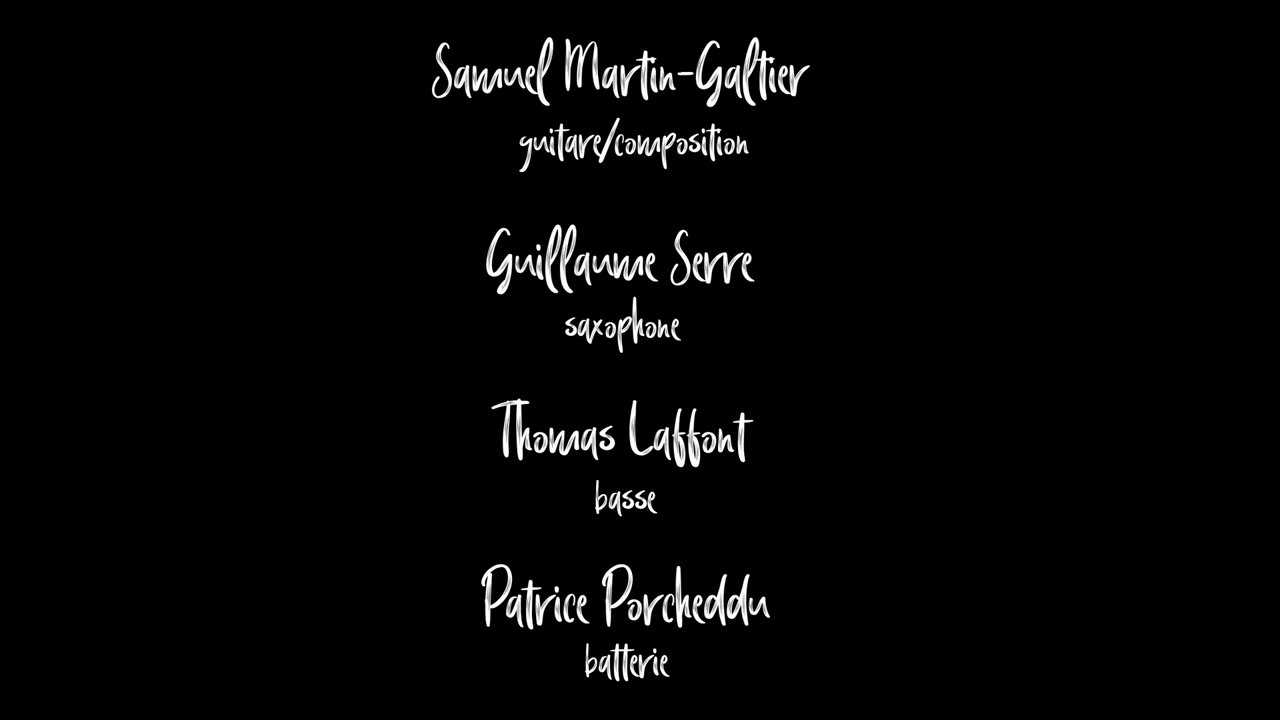 Samuel Martin-Galtier
guitare/composition
Guillaume Serre
saxophone
Thomas Laffont
basse
Patrice Porcheddu
batterie